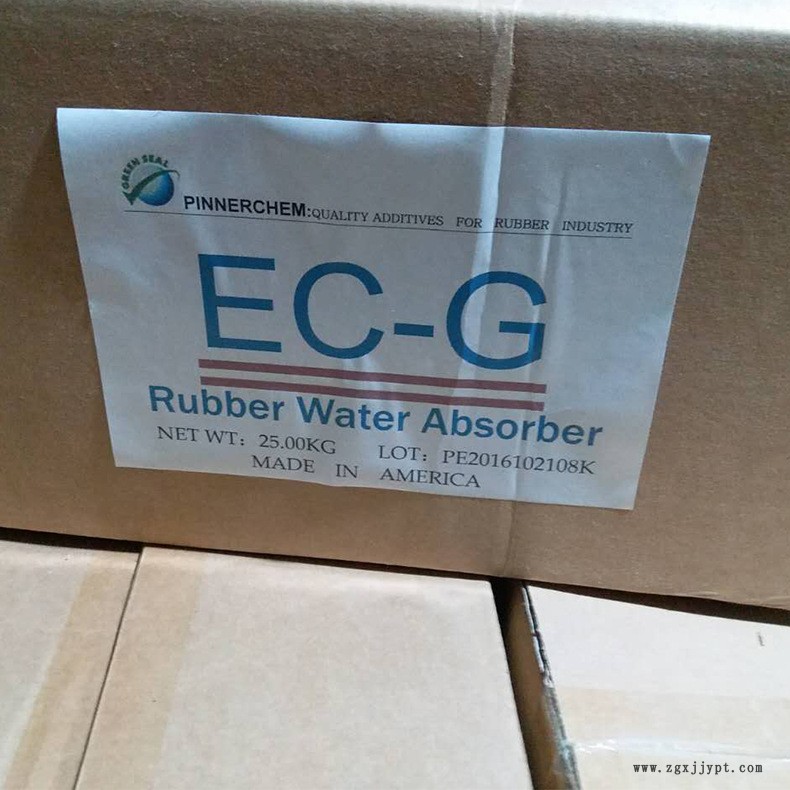 GREEN SEAL
PINNERCHEM:QUALITY ADDITIVES FOR RUBBER INDUSTRY
EC-G
Rubber Water Absorber
NET WT: 25.00KG LOT: PE2016102108K
MADE IN AMERICA
www.zgxjjypt.com